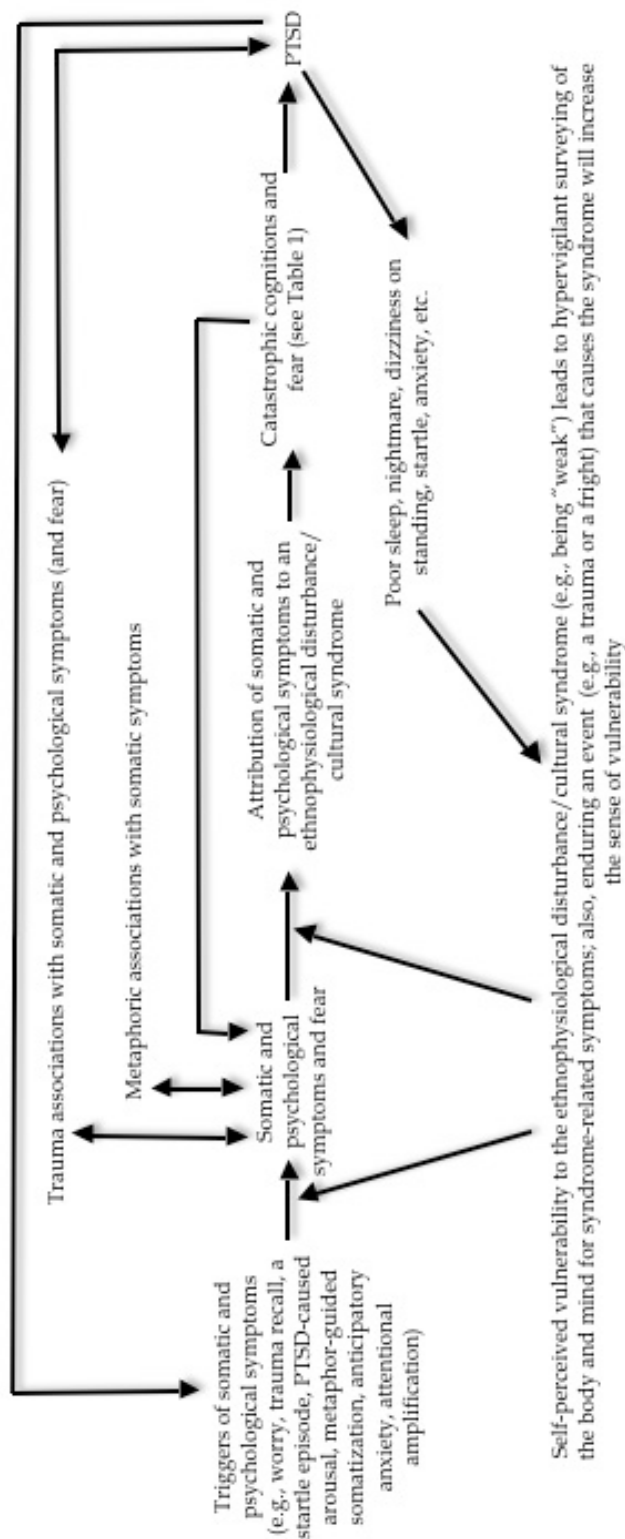 Trauma associations with somatic and psychological symptoms (and fear)
Metaphoric associations with somatic symptoms
Triggers of somatic and
psychological symptoms
(e.g., worry, trauma recall, a
startle episode, PTSD-caused
arousal, metaphor-guided
somatization, anticipatory
anxiety, attentional
amplification)
Somatic and
psychological
symptoms and fear
Attribution of somatic and
psychological symptoms to an
ethnophysiological disturbance/
cultural syndrome
Catastrophic cognitions and
fear (see Table 1)
PTSD
Poor sleep, nightmare, dizziness on
standing, startle, anxiety, etc.
Self-perceived vulnerability to the ethnophysiological disturbance/cultural syndrome (e.g., being "weak") leads to hypervigilant surveying of
the body and mind for syndrome-related symptoms; also, enduring an event (e.g., a trauma or a fright) that causes the syndrome will increase
the sense of vulnerability